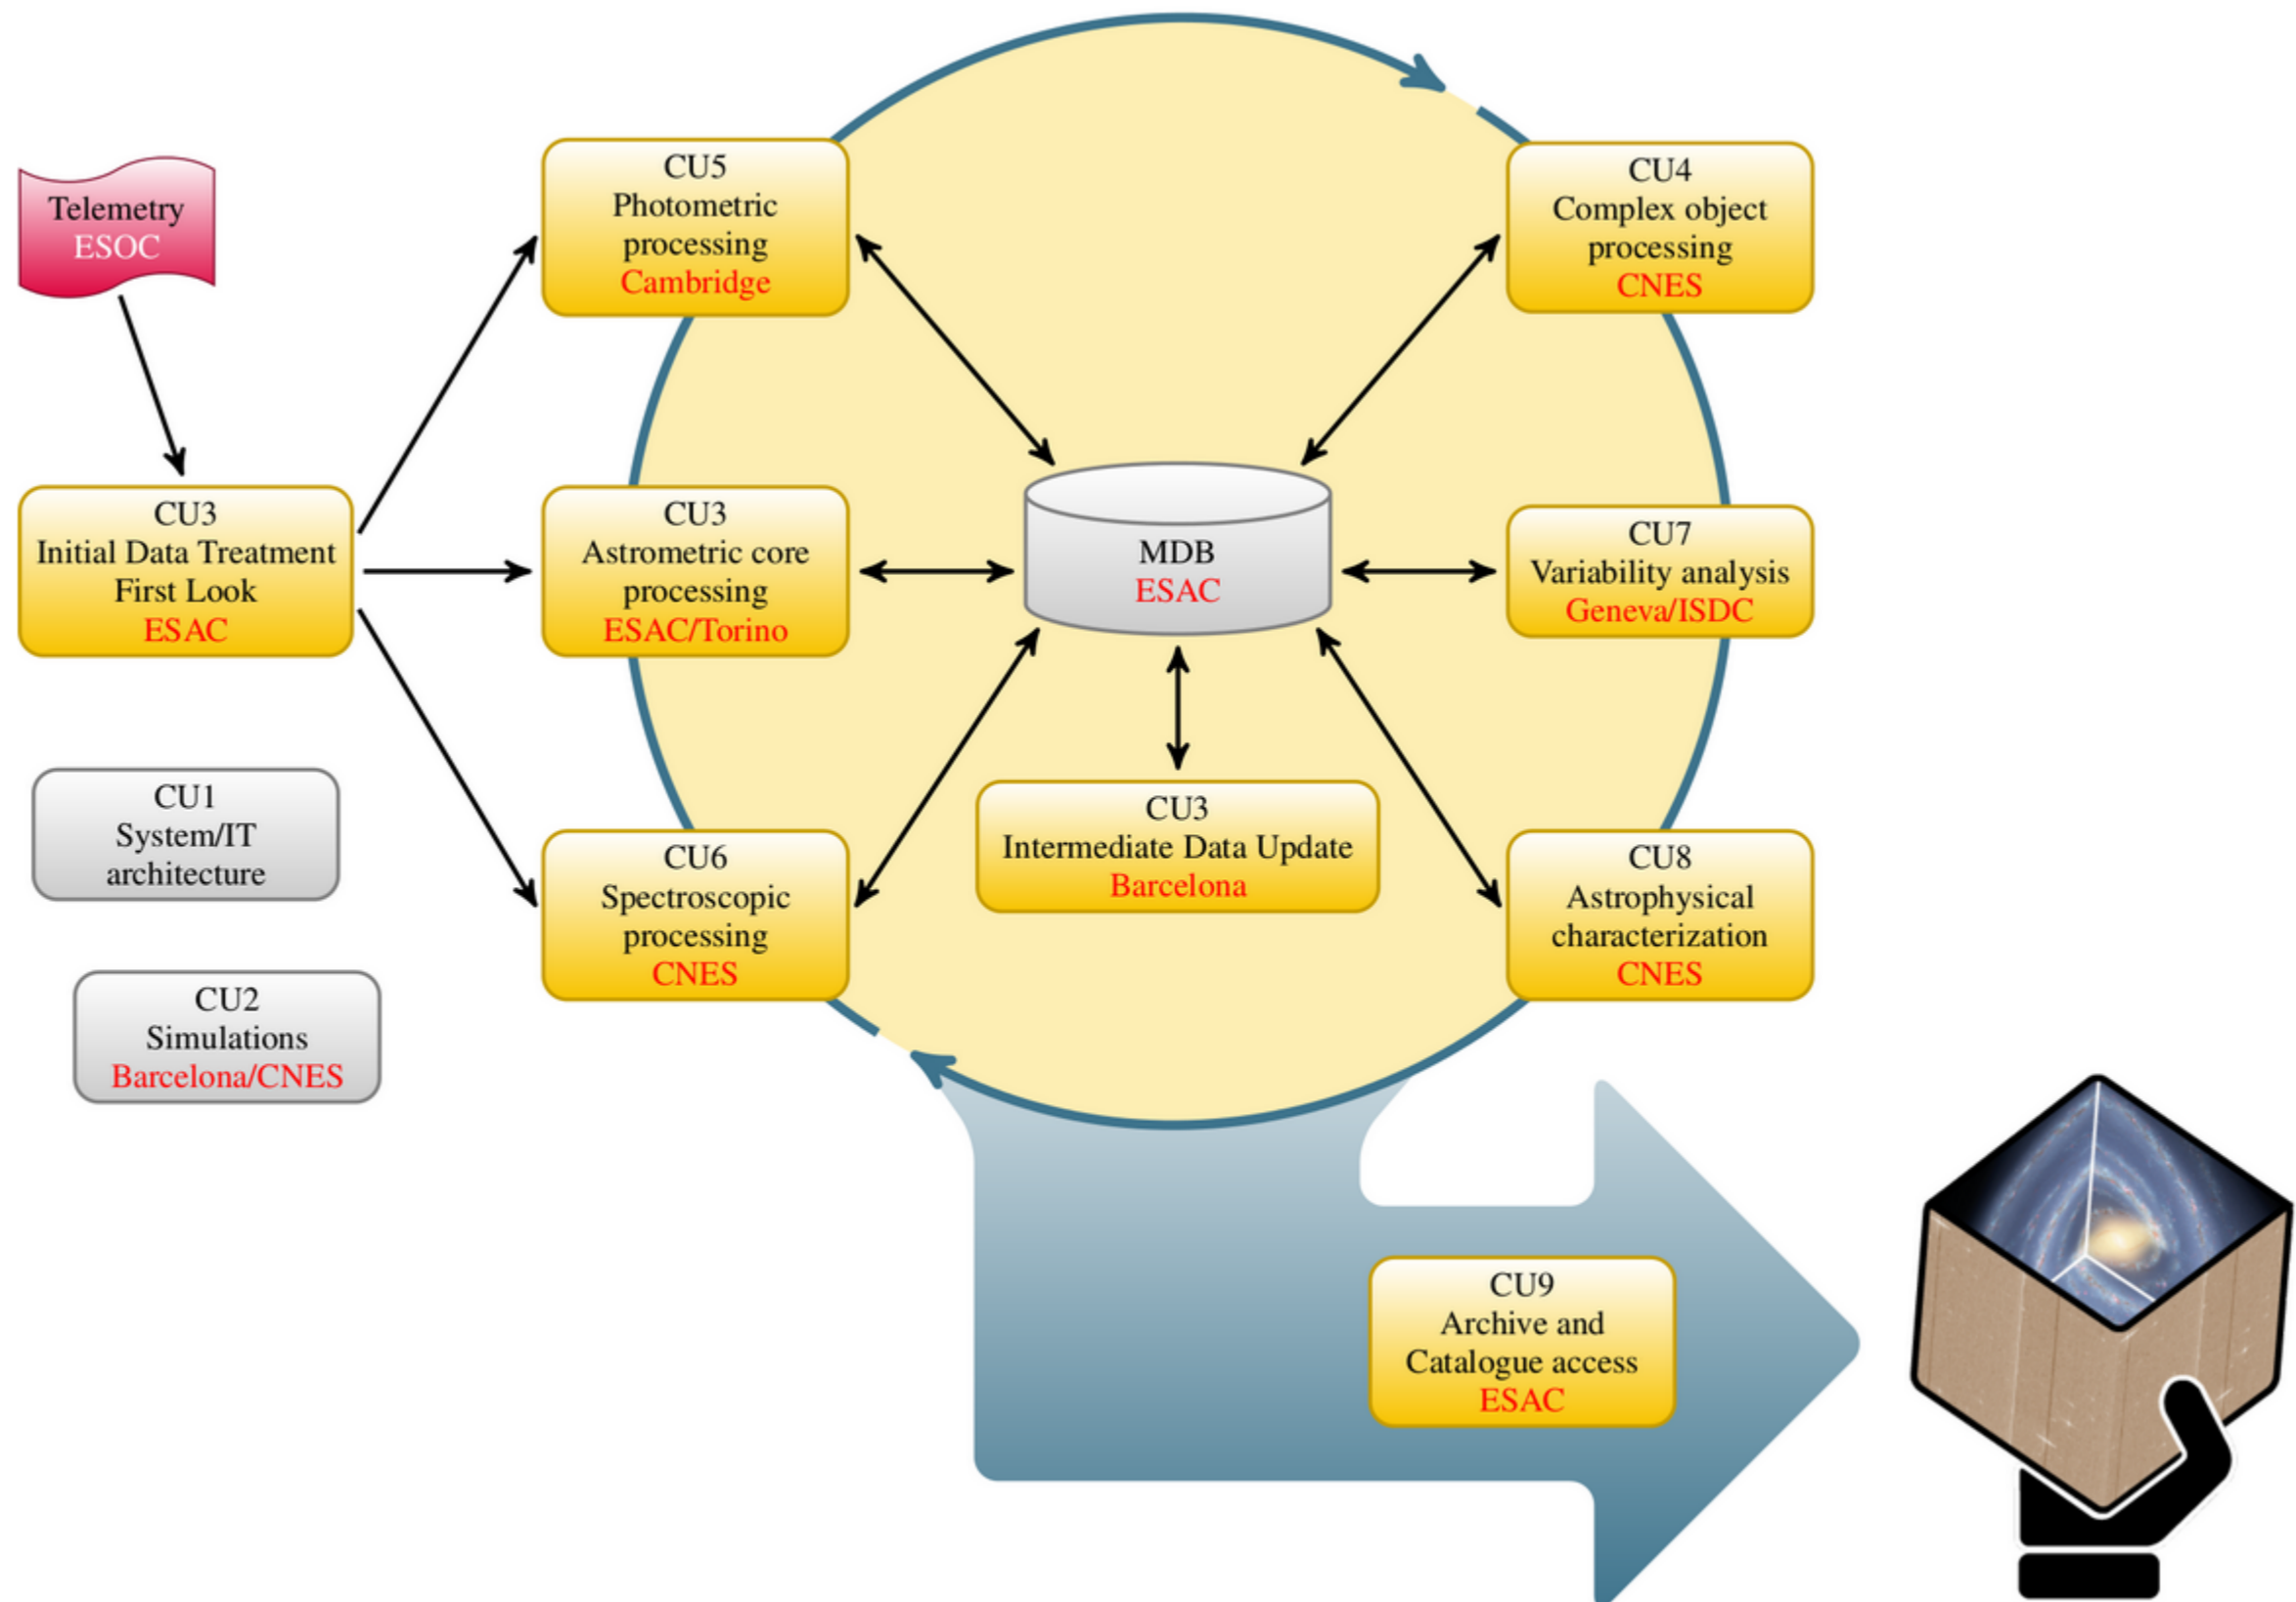 Telemetry
ESOC
CU3
Initial Data Treatment
First Look
ESAC
CU1
System/IT
architecture
CU2
Simulations
Barcelona/CNES
CU5
Photometric
processing
Cambridge
CU3
Astrometric core
processing
ESAC/Torino
CU6
Spectroscopic
processing
CNES
MDB
ESAC
CU3
Intermediate Data Update
Barcelona
CU4
Complex object
processing
CNES
CU7
Variability analysis
Geneva/ISDC
CU8
Astrophysical
characterization
CNES
CU9
Archive and
Catalogue access
ESAC